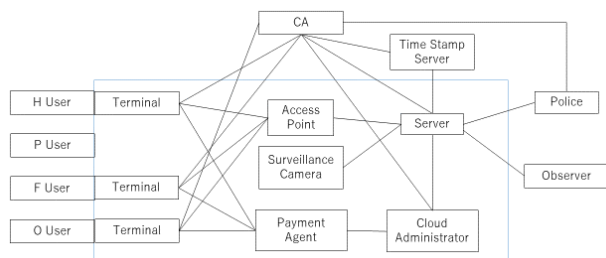 CA
Time Stamp
Server
H User
Terminal
Access
Point
Server
Police
P User
Surveillance
Camera
Observer
F User
Terminal
O User
Terminal
Payment
Agent
Cloud
Administrator